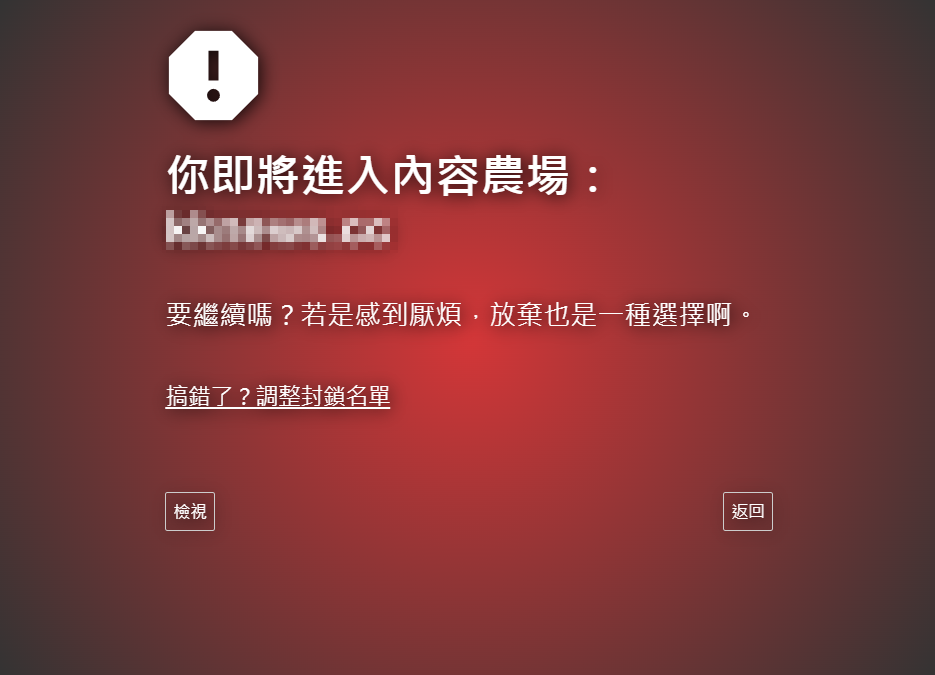 你即將進入內容農場：
要繼續嗎？若是感到厭煩，放棄也是一種選擇啊。
搞錯了？調整封鎖名單
檢視
返回